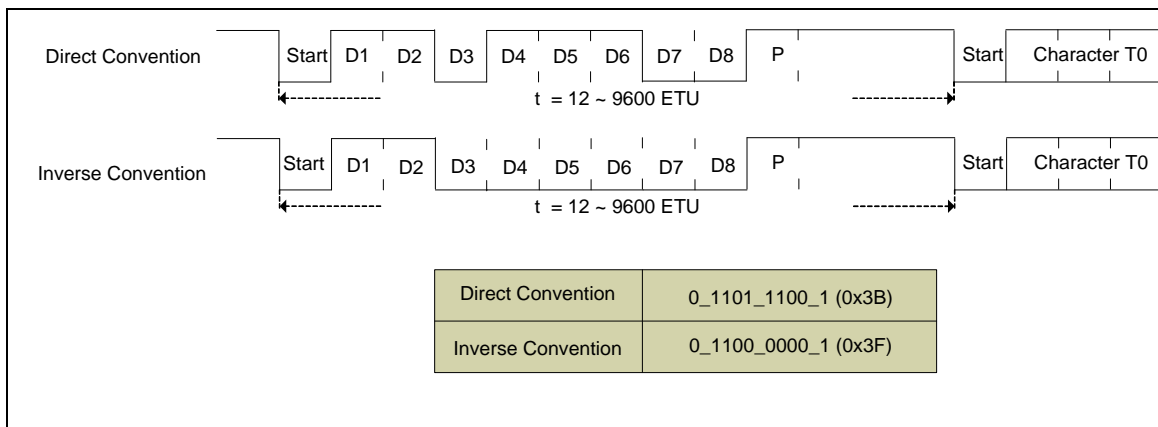 Direct Convention Start D1 D2 D3 D4 D5 D6 D7 D8 P Start Character T0
t = 12 ~ 9600 ETU
Inverse Convention Start D1 D2 D3 D4 D5 D6 D7 D8 P Start Character T0
t = 12 ~ 9600 ETU
Direct Convention 0_1101_1100_1 (0x3B)
Inverse Convention 0_1100_0000_1 (0x3F)